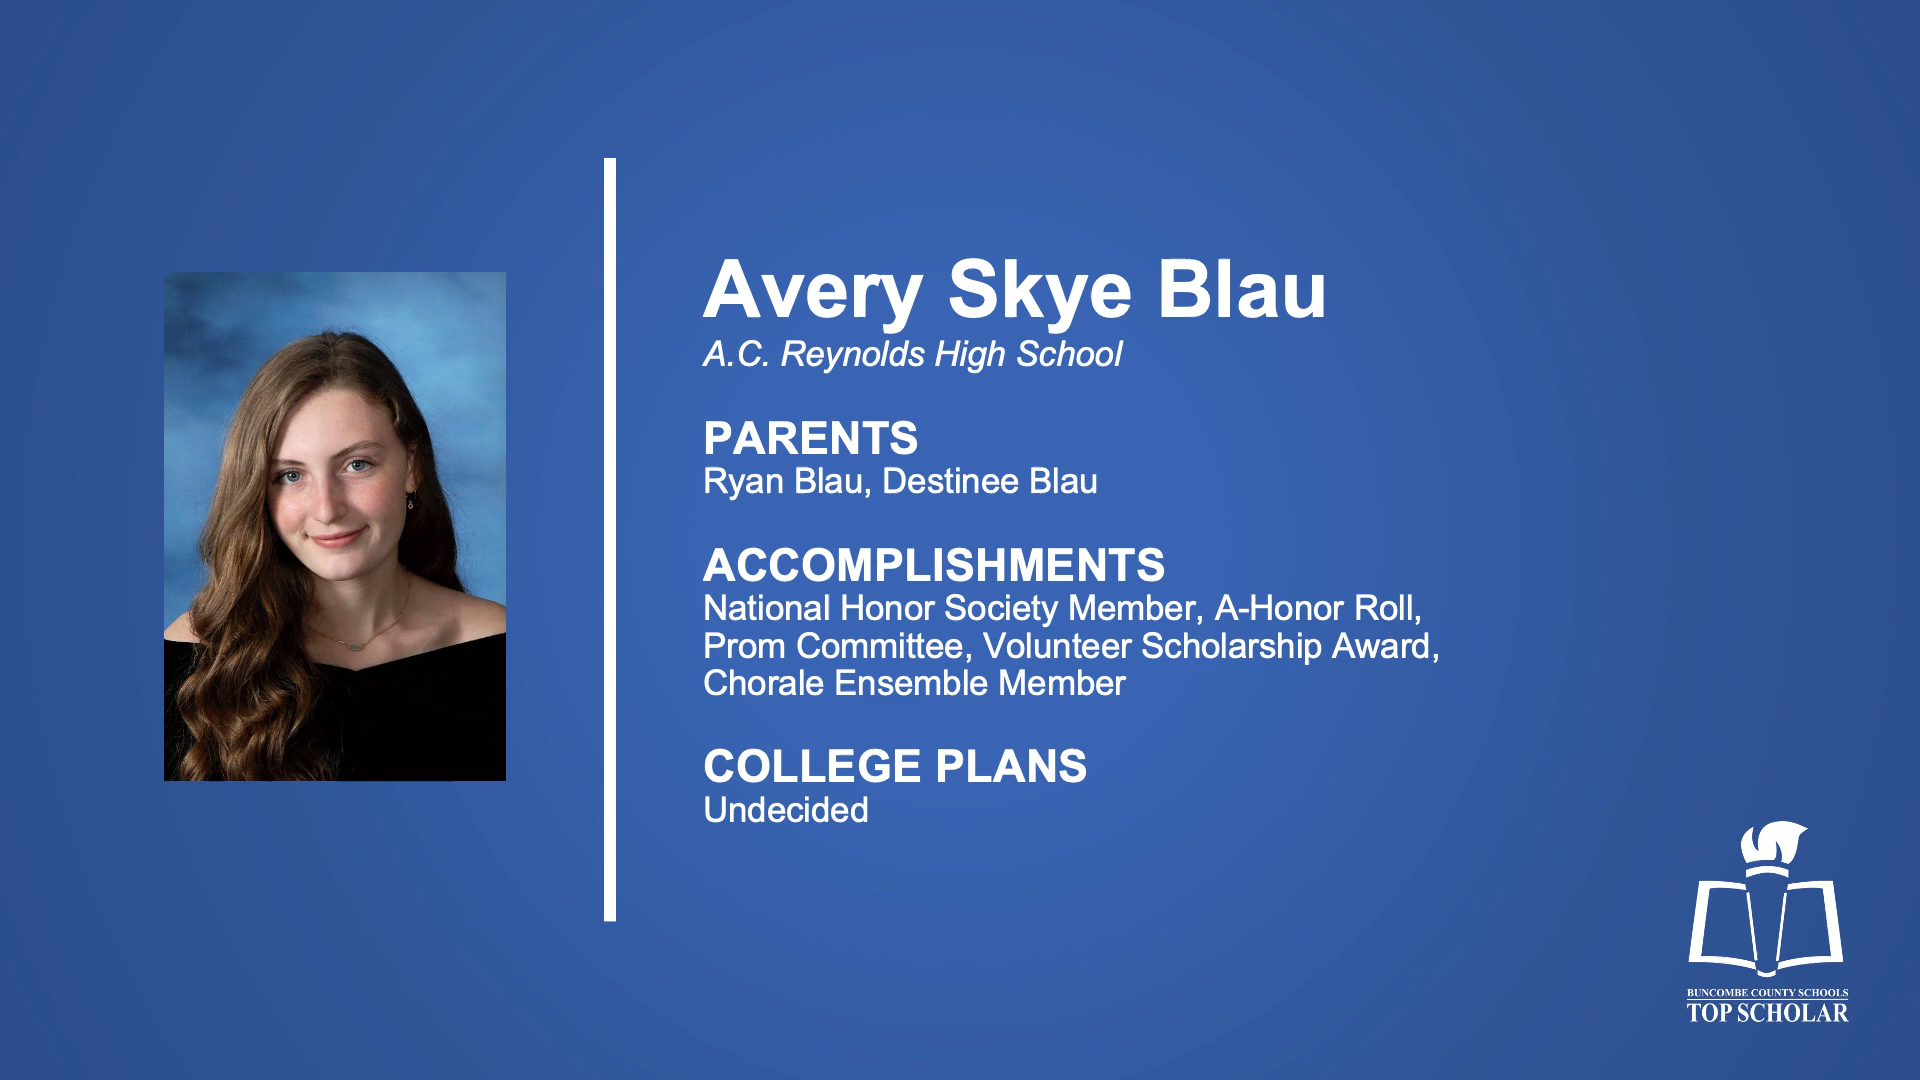 Avery Skye Blau
A.C. Reynolds High School
PARENTS
Ryan Blau, Destinee Blau
ACCOMPLISHMENTS
National Honor Society Member, A-Honor Roll,
Prom Committee, Volunteer Scholarship Award,
Chorale Ensemble Member
COLLEGE PLANS
Undecided
BUNCOMBE COUNTY SCHOOLS
TOP SCHOLAR